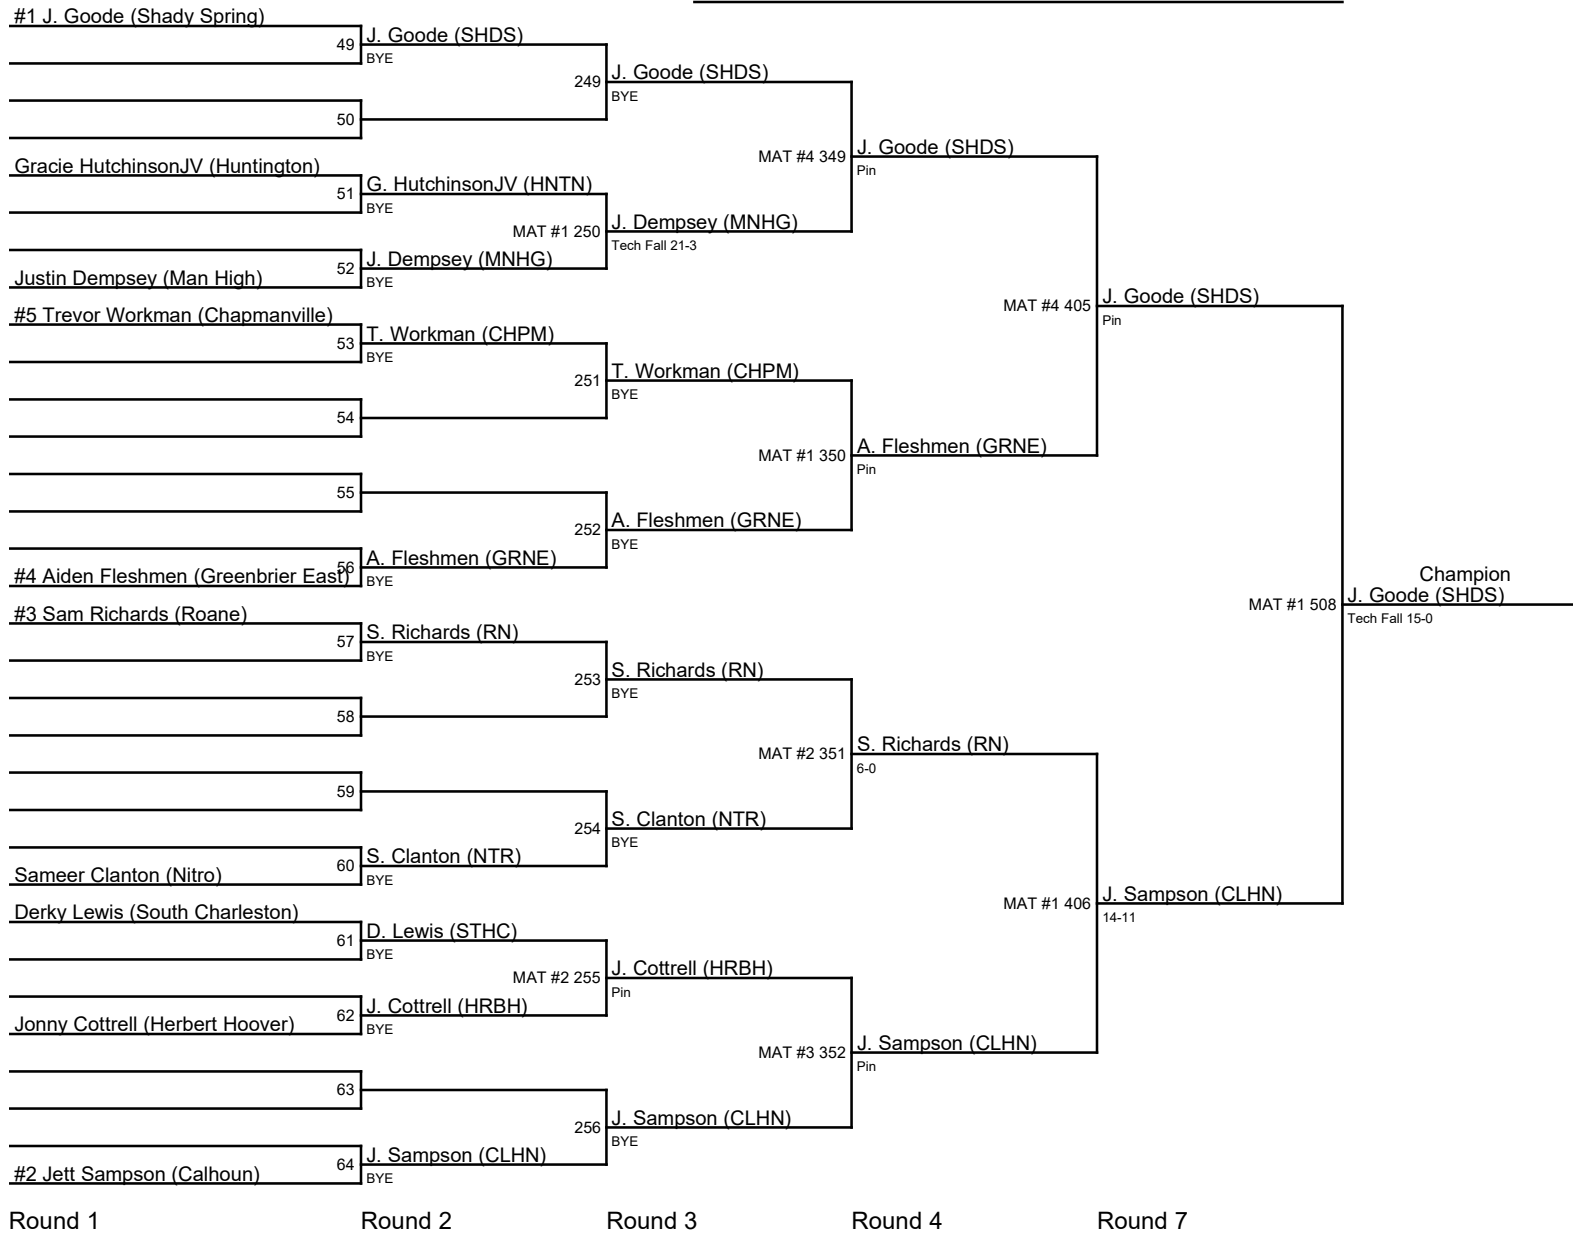 #1 J. Goode (Shady Spring)
49
J. Goode (SHDS)
BYE
249
J. Goode (SHDS)
BYE
50
MAT #4 349
J. Goode (SHDS)
Pin
Gracie HutchinsonJV (Huntington)
51
G. HutchinsonJV (HNTN)
BYE
MAT #1 250
J. Dempsey (MNHG)
Tech Fall 21-3
52
J. Dempsey (MNHG)
BYE
Justin Dempsey (Man High)
MAT #4 405
J. Goode (SHDS)
Pin
#5 Trevor Workman (Chapmanville)
53
T. Workman (CHPM)
BYE
251
T. Workman (CHPM)
BYE
54
MAT #1 350
A. Fleshmen (GRNE)
Pin
55
252
A. Fleshmen (GRNE)
BYE
56
A. Fleshmen (GRNE)
BYE
#4 Aiden Fleshmen (Greenbrier East)
Champion
MAT #1 508
J. Goode (SHDS)
Tech Fall 15-0
#3 Sam Richards (Roane)
57
S. Richards (RN)
BYE
253
S. Richards (RN)
BYE
58
MAT #2 351
S. Richards (RN)
6-0
59
254
S. Clanton (NTR)
BYE
60
S. Clanton (NTR)
BYE
Sameer Clanton (Nitro)
MAT #1 406
J. Sampson (CLHN)
14-11
Derky Lewis (South Charleston)
61
D. Lewis (STHC)
BYE
MAT #2 255
J. Cottrell (HRBH)
Pin
62
J. Cottrell (HRBH)
BYE
Jonny Cottrell (Herbert Hoover)
MAT #3 352
J. Sampson (CLHN)
Pin
63
256
J. Sampson (CLHN)
BYE
64
J. Sampson (CLHN)
BYE
#2 Jett Sampson (Calhoun)
Round 1
Round 2
Round 3
Round 4
Round 7